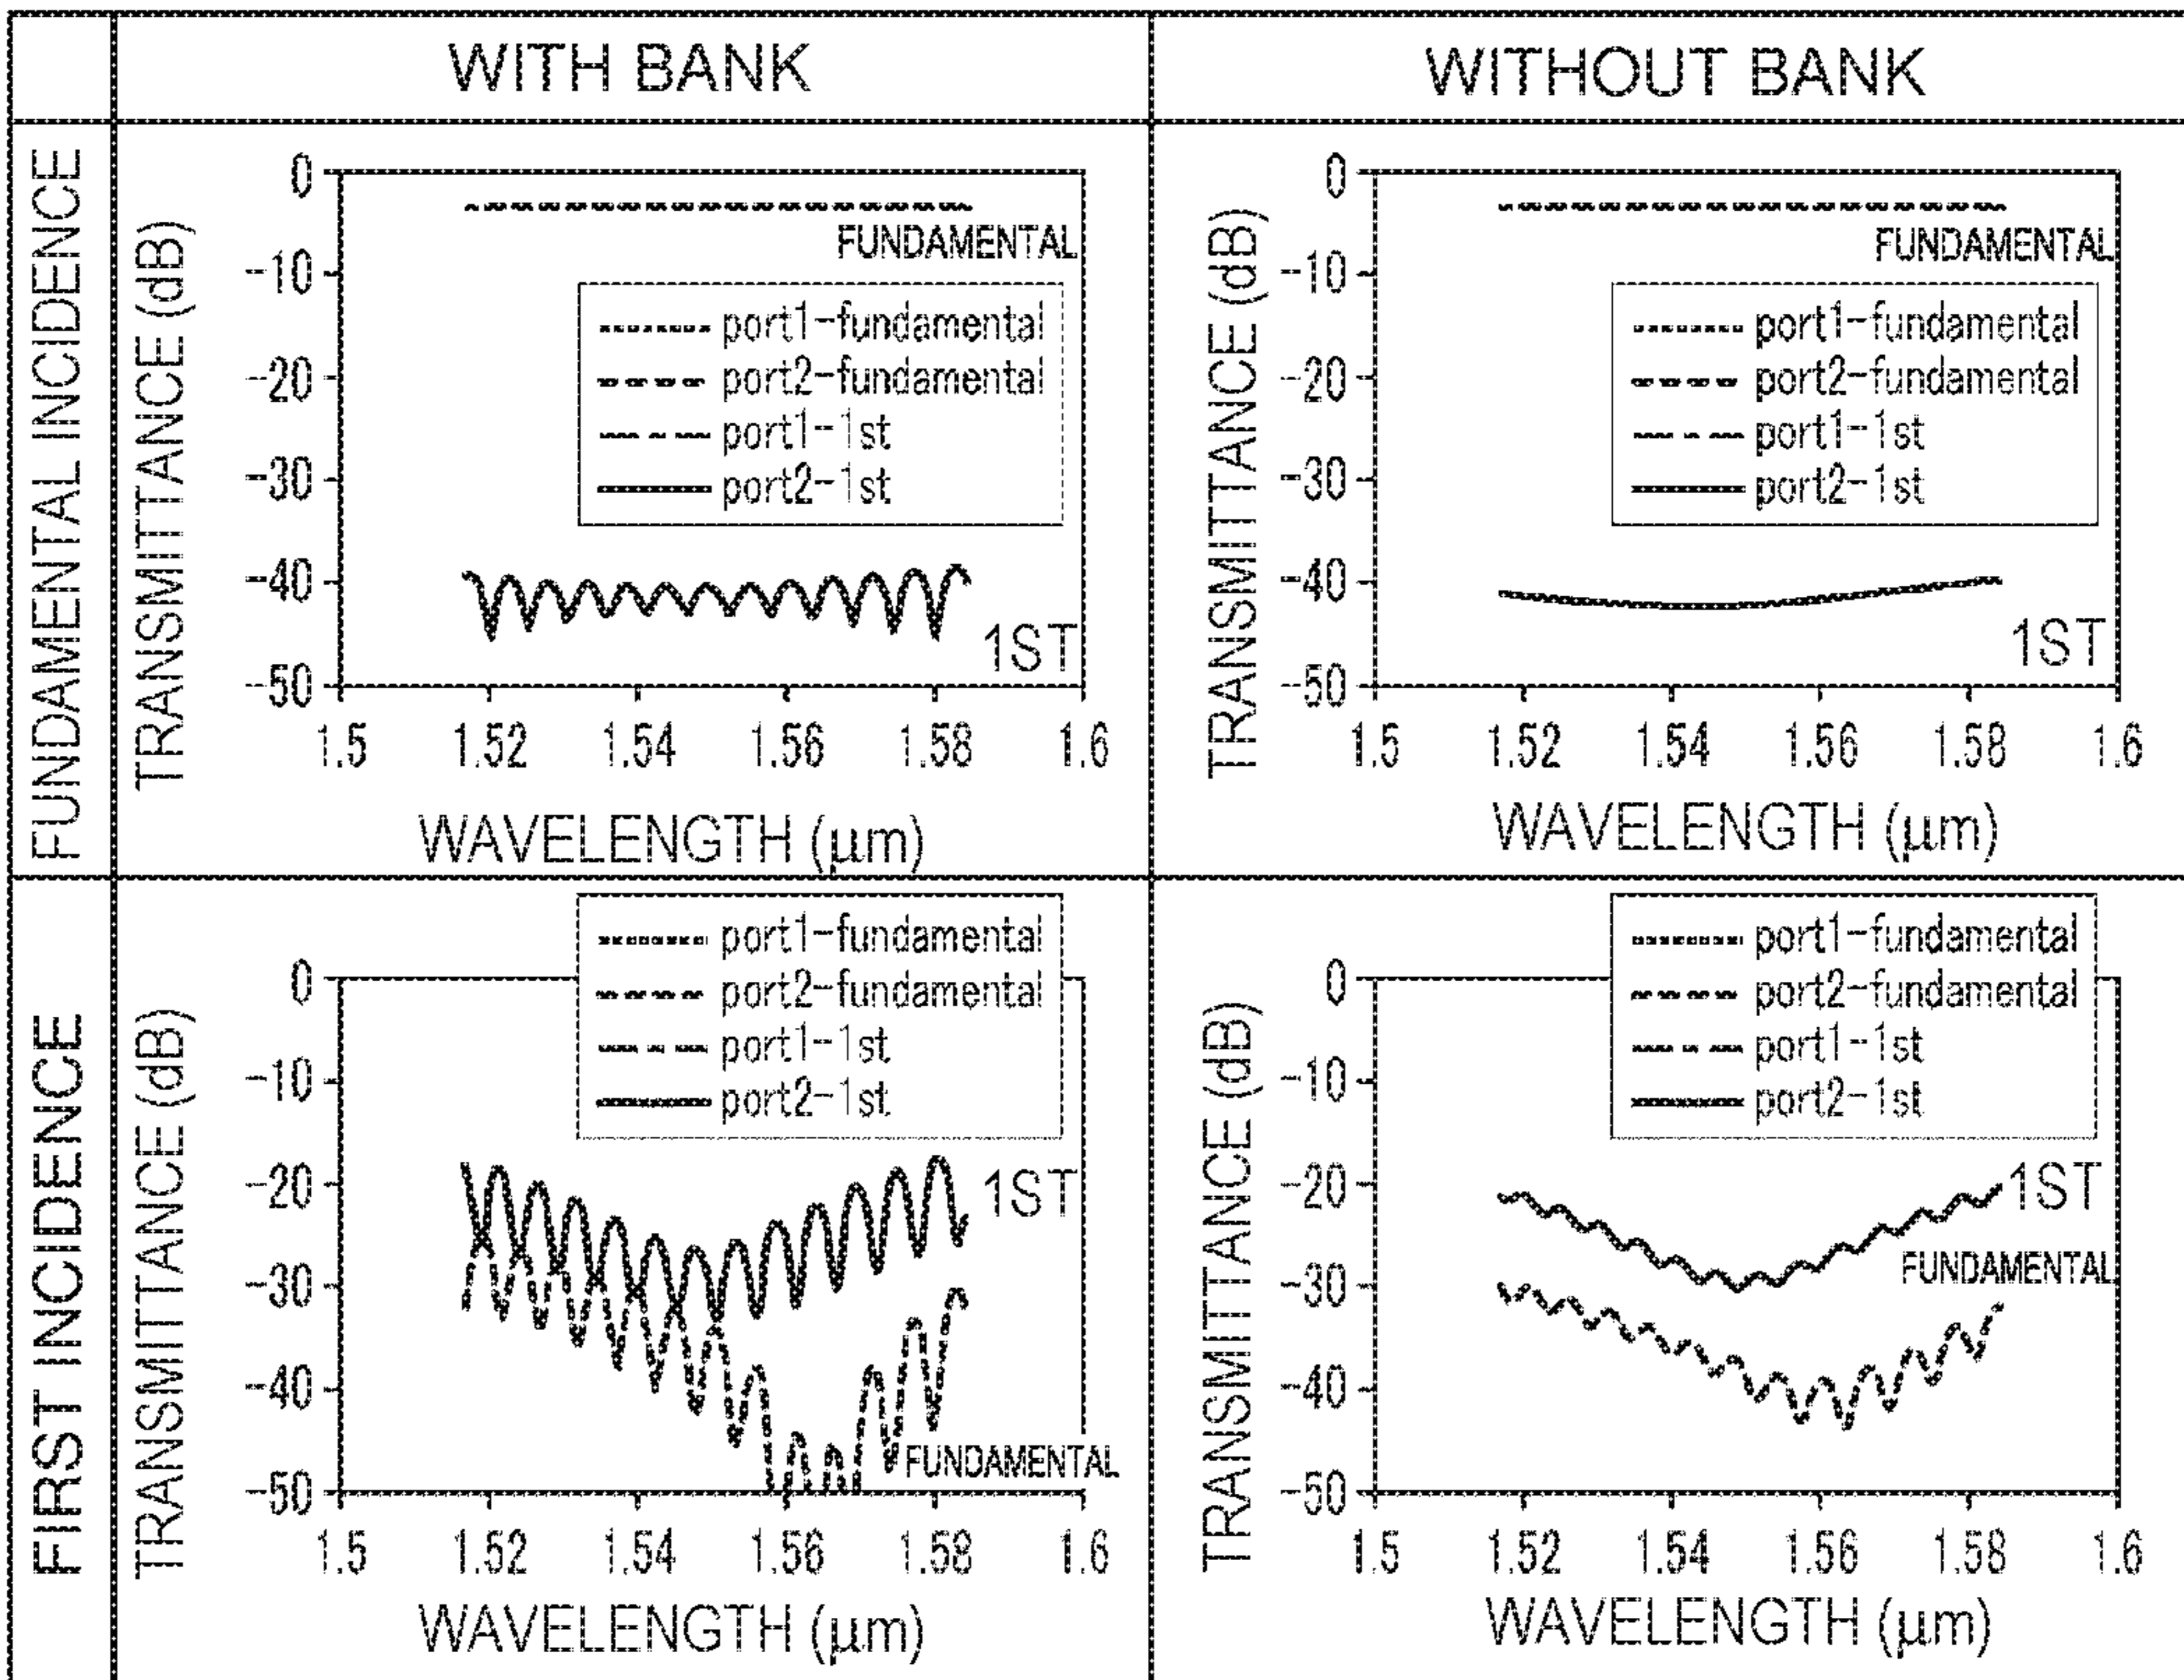 WITH BANK
WITHOUT BANK
FUNDAMENTAL INCIDENCE
TRANSMITTANCE (dB)
0
-10
-20
-30
-40
-50
FUNDAMENTAL
port1-fundamental
port2-fundamental
port1-1st
port2-1st
1ST
1.5 1.52 1.54 1.56 1.58 1.6
WAVELENGTH (μm)
TRANSMITTANCE (dB)
0
-10
-20
-30
-40
-50
FUNDAMENTAL
port1-fundamental
port2-fundamental
port1-1st
port2-1st
1ST
1.5 1.52 1.54 1.56 1.58 1.6
WAVELENGTH (μm)
FIRST INCIDENCE
TRANSMITTANCE (dB)
0
-10
-20
-30
-40
-50
port1-fundamental
port2-fundamental
port1-1st
port2-1st
1ST
FUNDAMENTAL
1.5 1.52 1.54 1.56 1.58 1.6
WAVELENGTH (μm)
TRANSMITTANCE (dB)
0
-10
-20
-30
-40
-50
port1-fundamental
port2-fundamental
port1-1st
port2-1st
1ST
FUNDAMENTAL
1.5 1.52 1.54 1.56 1.58 1.6
WAVELENGTH (μm)